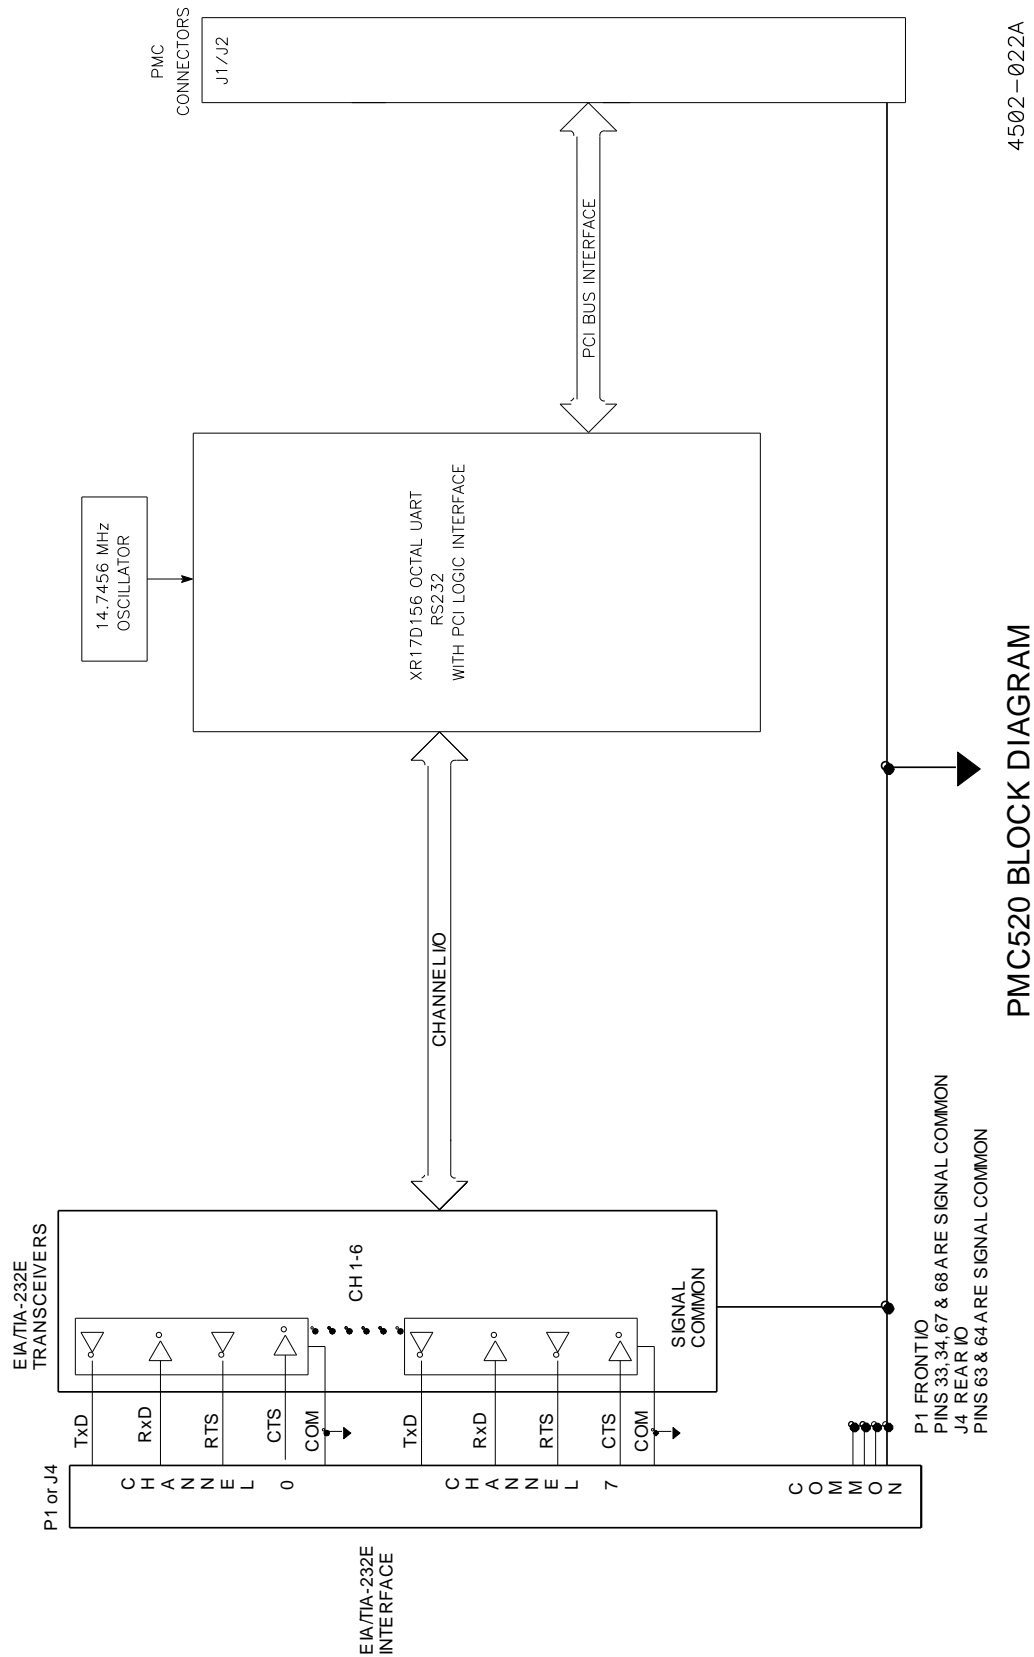 PMC
CONNECTORS
J1/J2
14.7456 MHz
OSCILLATOR
XR17D156 OCTAL UART
RS232
WITH PCI LOGIC INTERFACE
PCI BUS INTERFACE
CHANNEL I/O
EIA/TIA-232E
TRANSCEIVERS
CH 1-6
SIGNAL
COMMON
P1 or J4
TxD
RxD
RTS
CTS
COM
CHANNEL 0
TxD
RxD
RTS
CTS
COM
CHANNEL 7
COMMON
EIA/TIA-232E
INTERFACE
P1 FRONT I/O
PINS 33,34,67 & 68 ARE SIGNAL COMMON
J4 REAR I/O
PINS 63 & 64 ARE SIGNAL COMMON
PMC520 BLOCK DIAGRAM
4502-022A